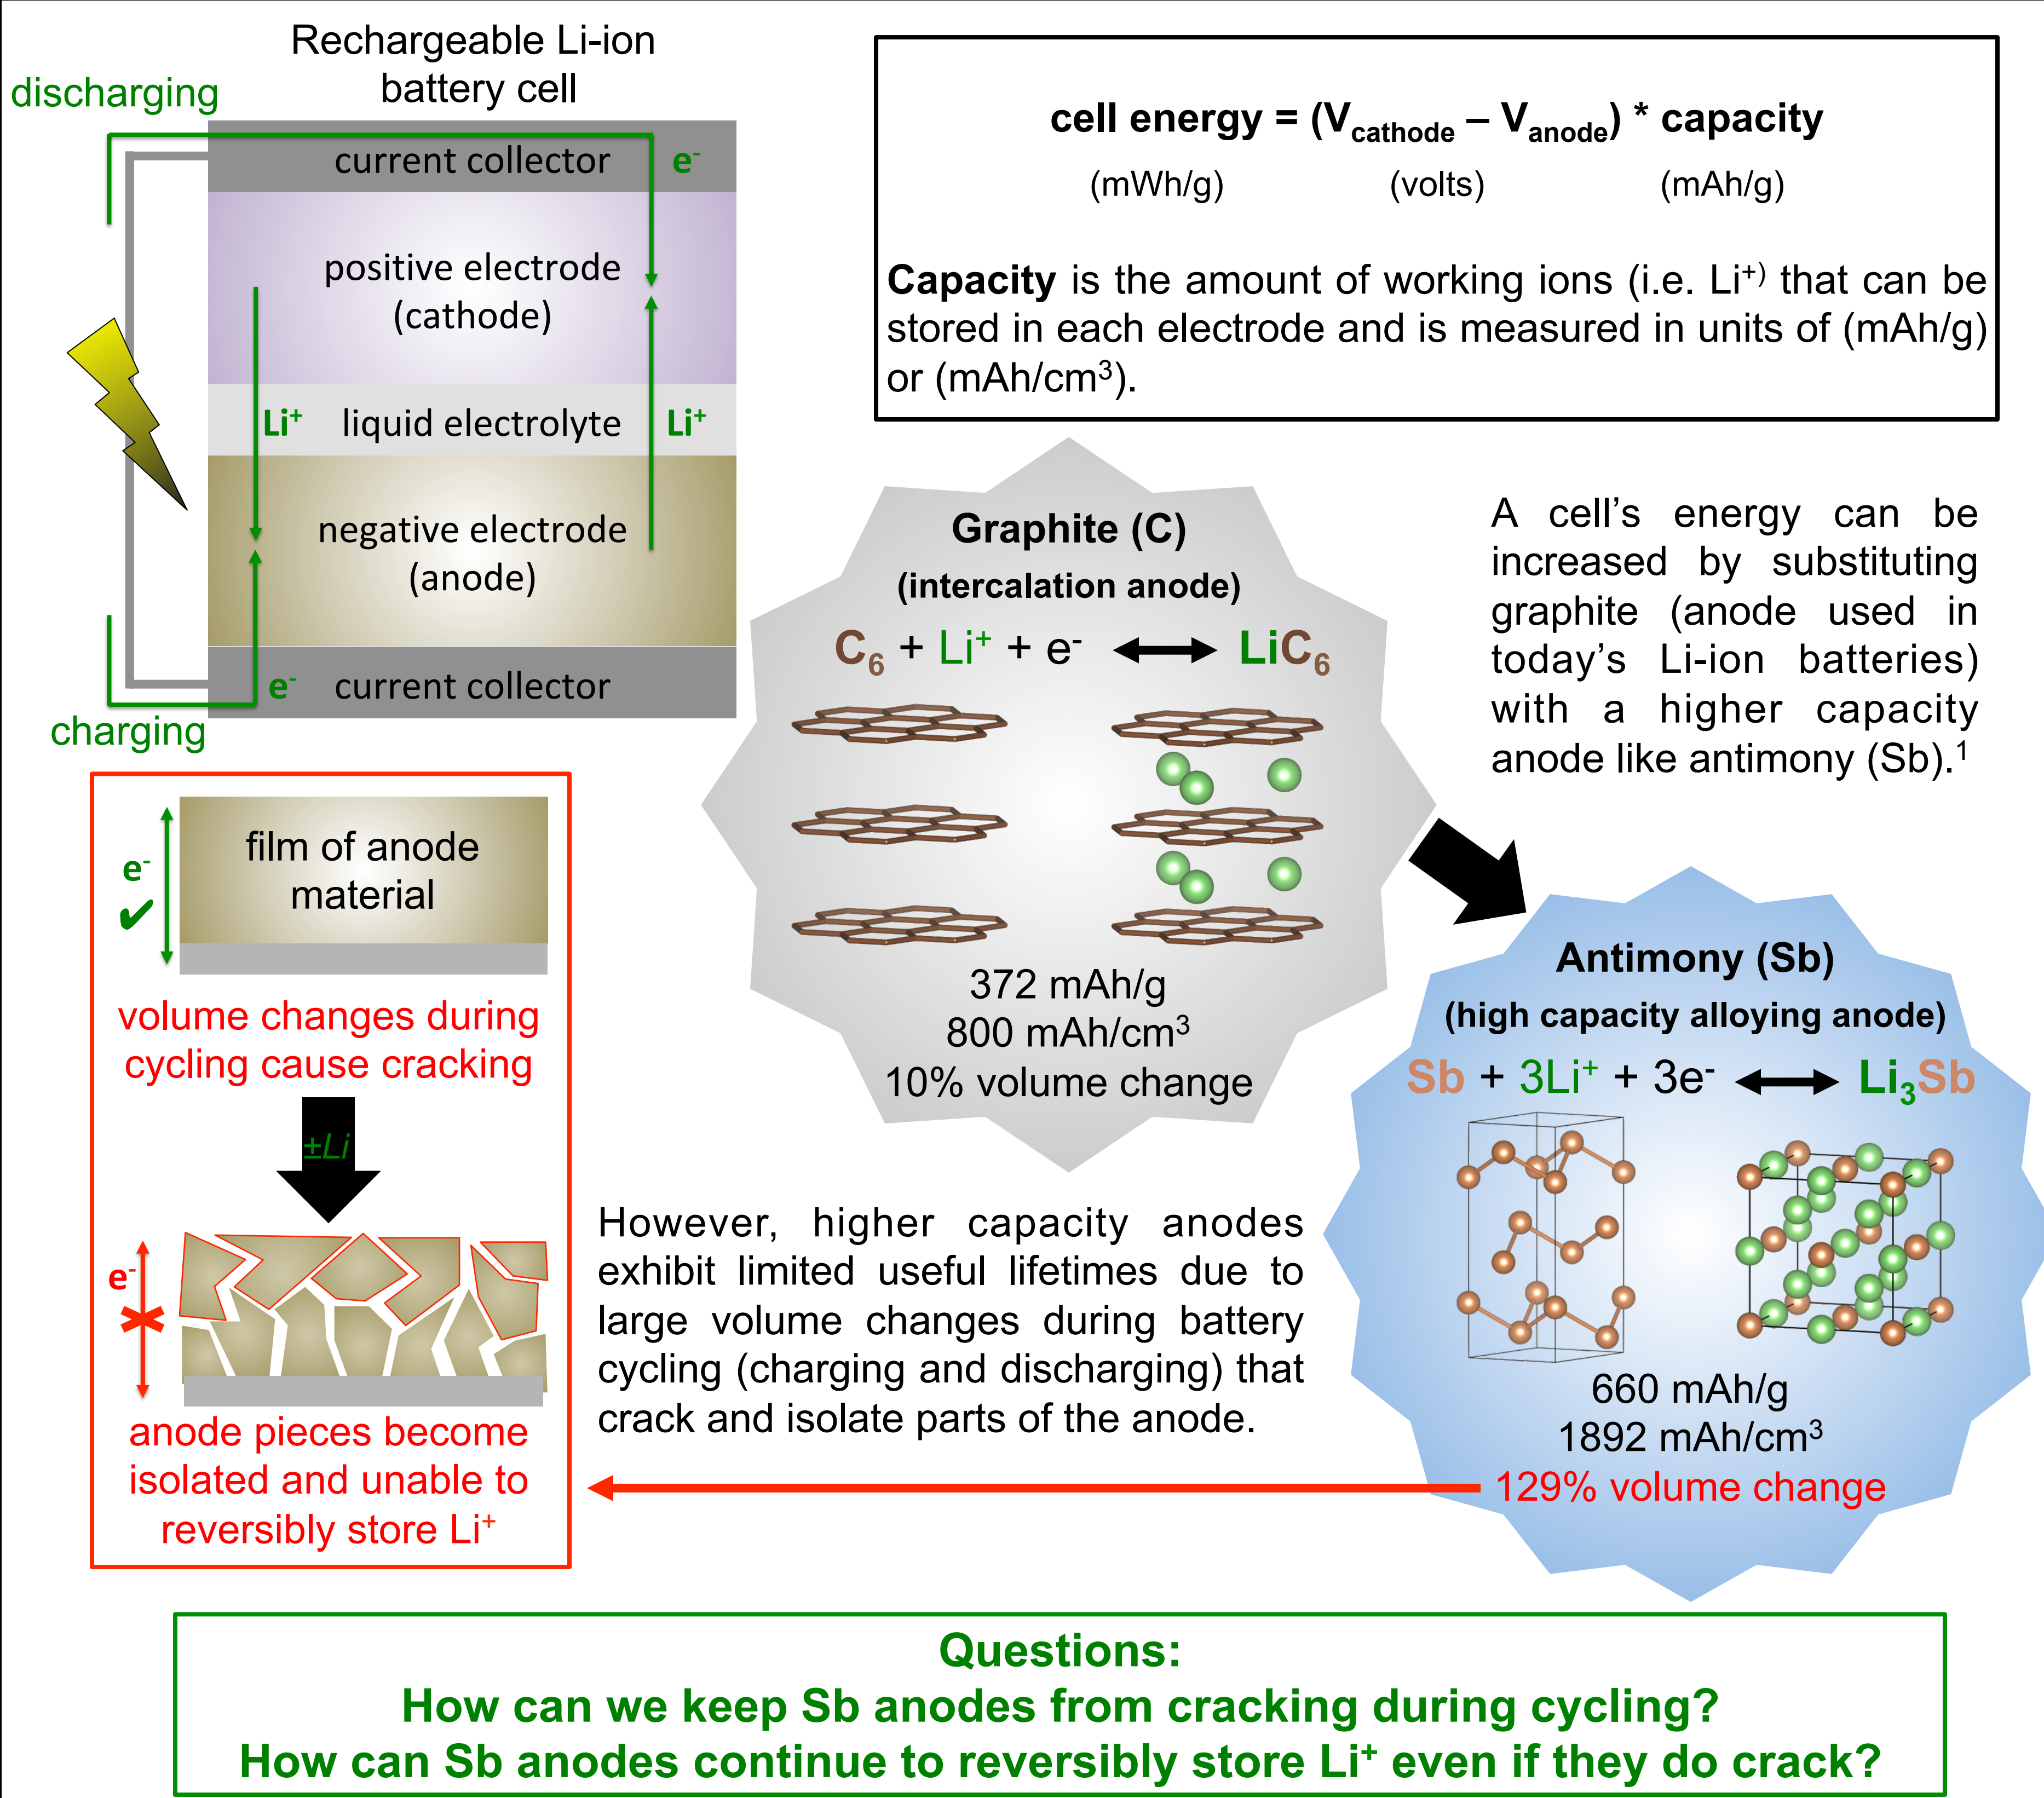 Rechargeable Li-ion
battery cell
discharging
current collector
e⁻
positive electrode
(cathode)
Li⁺
liquid electrolyte
Li⁺
negative electrode
(anode)
e⁻
current collector
charging
cell energy = (V_cathode – V_anode) * capacity
(mWh/g) (volts) (mAh/g)
Capacity is the amount of working ions (i.e. Li⁺⁾ that can be
stored in each electrode and is measured in units of (mAh/g)
or (mAh/cm³).
Graphite (C)
(intercalation anode)
C₆ + Li⁺ + e⁻ ⟷ LiC₆
372 mAh/g
800 mAh/cm³
10% volume change
A cell's energy can be
increased by substituting
graphite (anode used in
today's Li-ion batteries)
with a higher capacity
anode like antimony (Sb).¹
Antimony (Sb)
(high capacity alloying anode)
Sb + 3Li⁺ + 3e⁻ ⟷ Li₃Sb
660 mAh/g
1892 mAh/cm³
129% volume change
However, higher capacity anodes
exhibit limited useful lifetimes due to
large volume changes during battery
cycling (charging and discharging) that
crack and isolate parts of the anode.
film of anode
material
e⁻
volume changes during
cycling cause cracking
±Li
e⁻
anode pieces become
isolated and unable to
reversibly store Li⁺
Questions:
How can we keep Sb anodes from cracking during cycling?
How can Sb anodes continue to reversibly store Li⁺ even if they do crack?